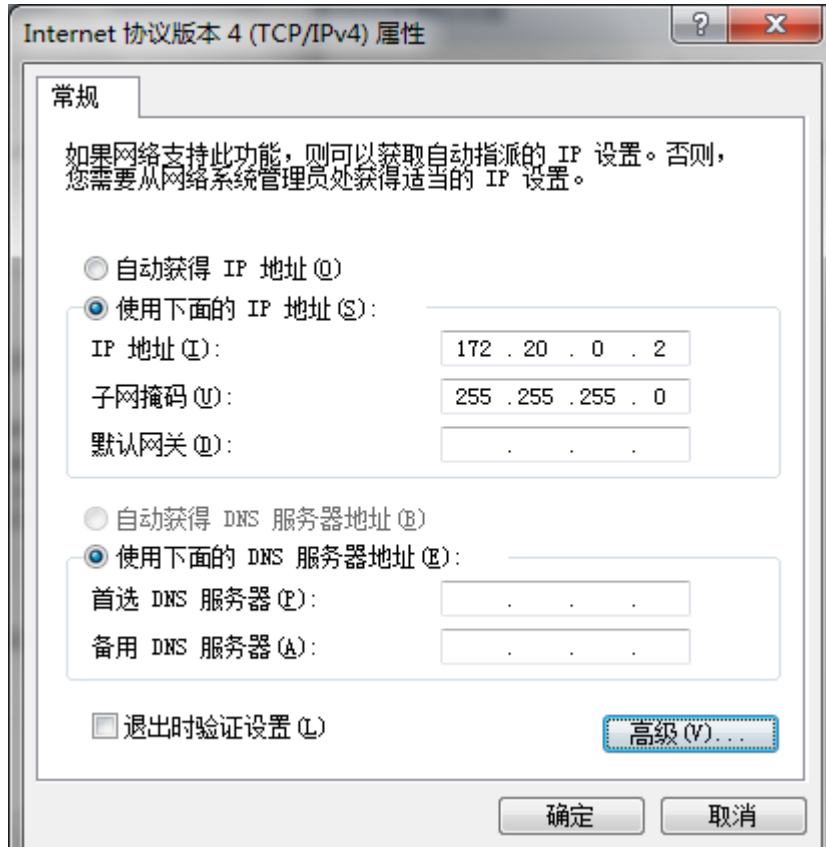 Internet 协议版本 4 (TCP/IPv4) 属性
常规
如果网络支持此功能，则可以获取自动指派的 IP 设置。否则，
您需要从网络系统管理员处获得适当的 IP 设置。
自动获得 IP 地址(O)
使用下面的 IP 地址(S):
IP 地址(I): 172 . 20 . 0 . 2
子网掩码(U): 255 .255 .255 . 0
默认网关(D): . . .
自动获得 DNS 服务器地址(B)
使用下面的 DNS 服务器地址(E):
首选 DNS 服务器(P): . . .
备用 DNS 服务器(A): . . .
退出时验证设置(L)
高级(V)...
确定 取消